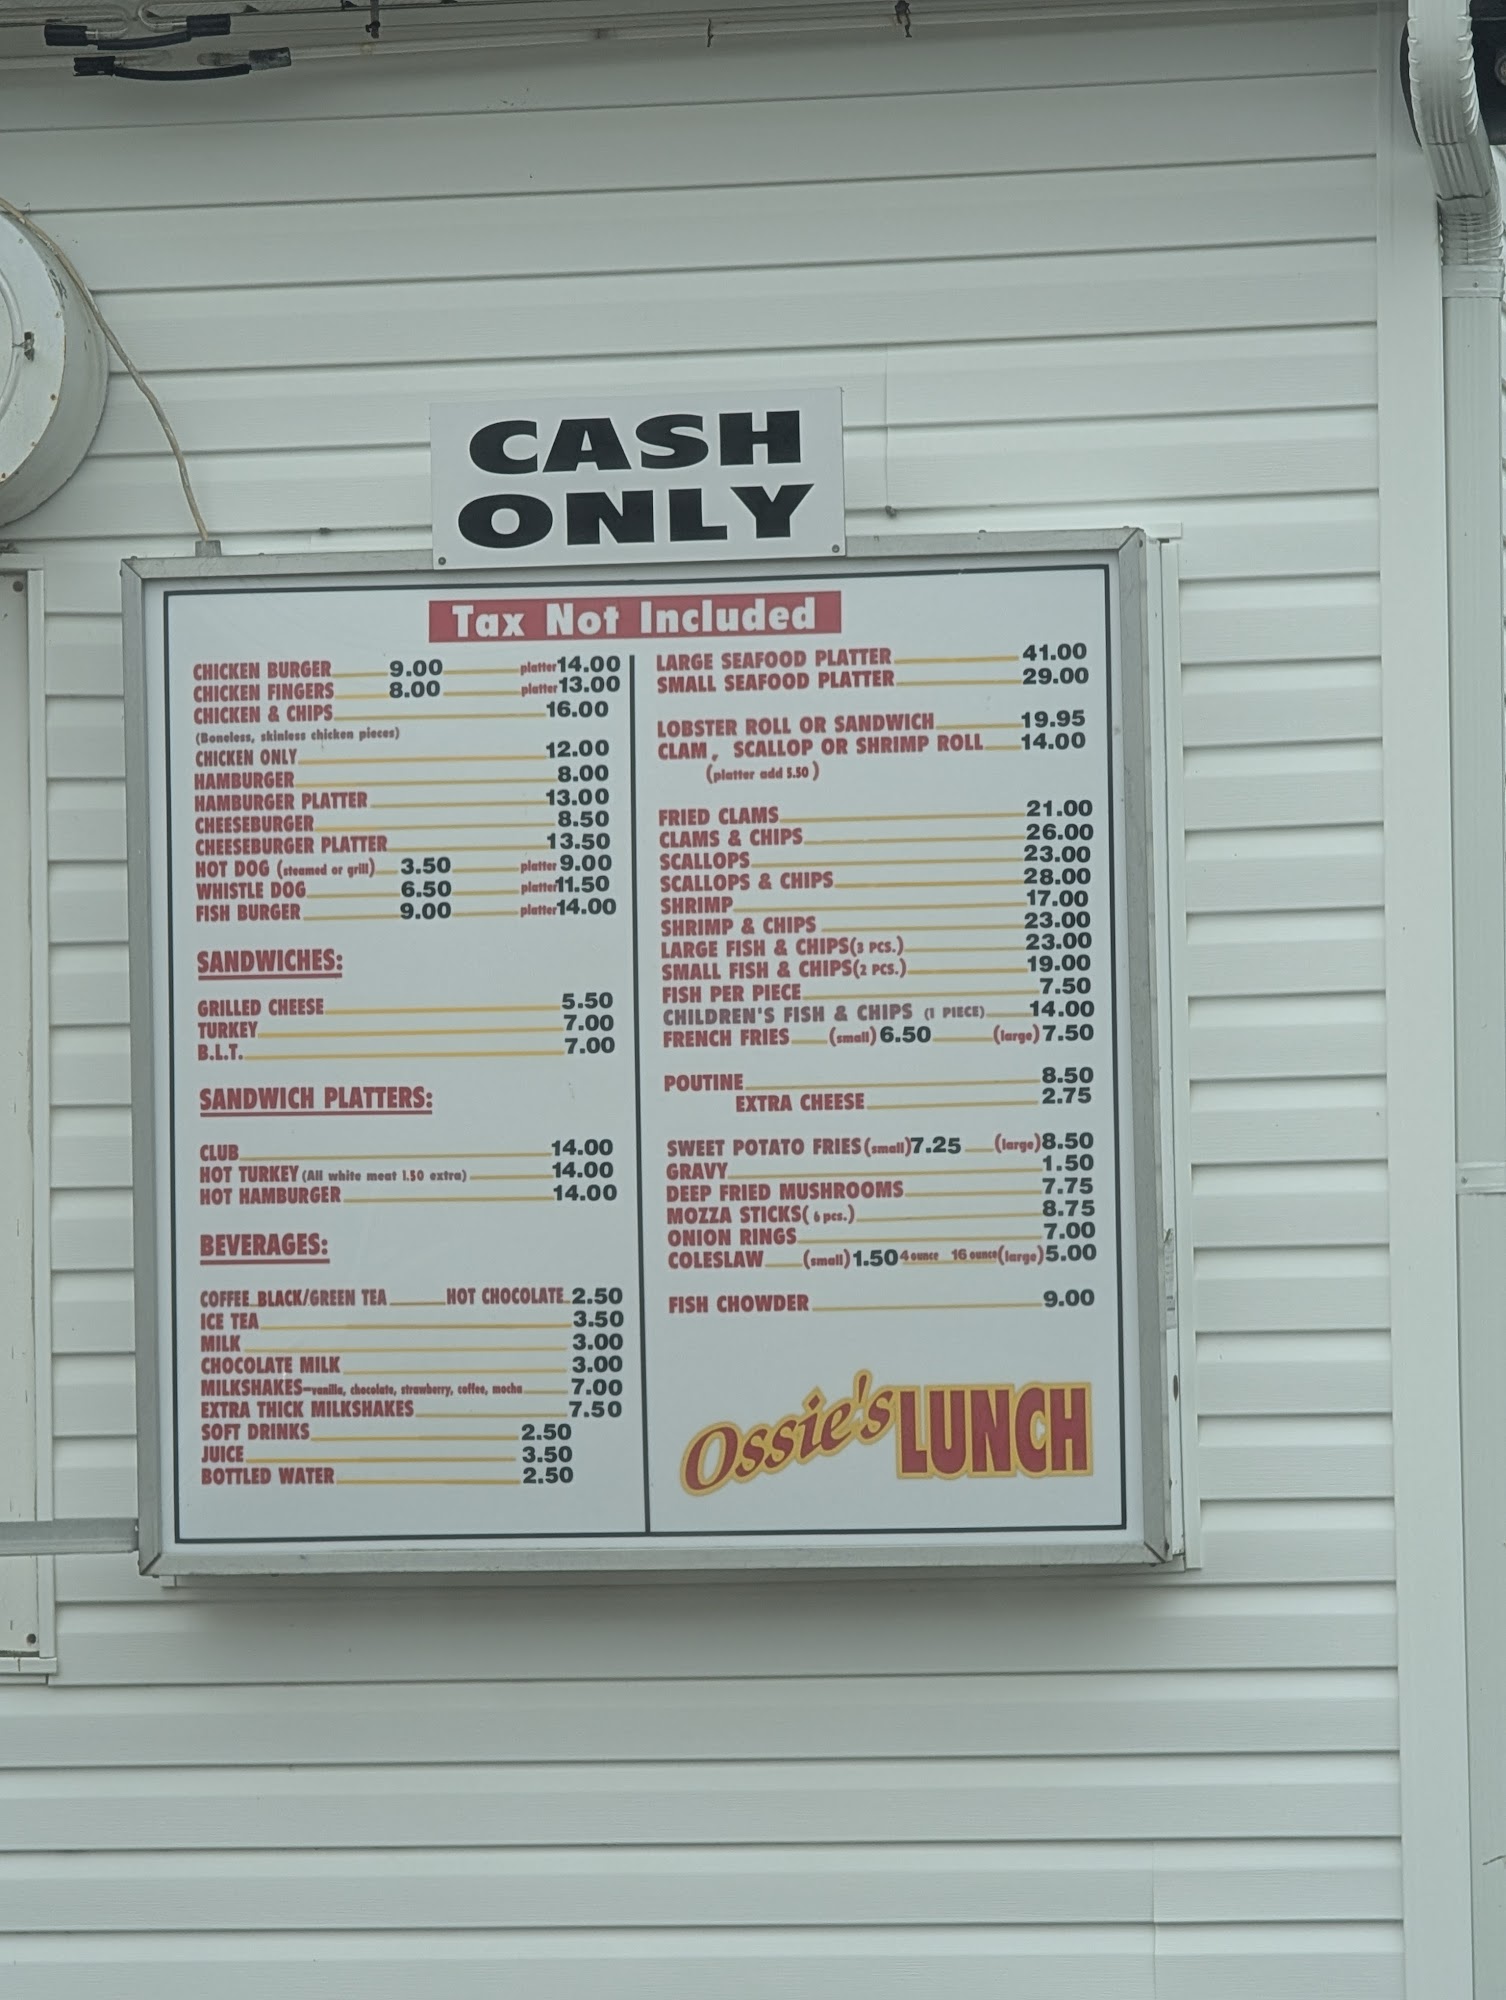 CASH
ONLY
Tax Not Included
CHICKEN BURGER 9.00 platter 14.00
CHICKEN FINGERS 8.00 platter 13.00
CHICKEN & CHIPS 16.00
(Boneless, skinless chicken pieces)
CHICKEN ONLY 12.00
HAMBURGER 8.00
HAMBURGER PLATTER 13.00
CHEESEBURGER 8.50
CHEESEBURGER PLATTER 13.50
HOT DOG (steamed or grill) 3.50 platter 9.00
WHISTLE DOG 6.50 platter 11.50
FISH BURGER 9.00 platter 14.00
SANDWICHES:
GRILLED CHEESE 5.50
TURKEY 7.00
B.L.T. 7.00
SANDWICH PLATTERS:
CLUB 14.00
HOT TURKEY (All white meat 1.50 extra) 14.00
HOT HAMBURGER 14.00
BEVERAGES:
COFFEE BLACK/GREEN TEA HOT CHOCOLATE 2.50
ICE TEA 3.50
MILK 3.00
CHOCOLATE MILK 3.00
MILKSHAKES-vanilla, chocolate, strawberry, coffee, mocha 7.00
EXTRA THICK MILKSHAKES 7.50
SOFT DRINKS 2.50
JUICE 3.50
BOTTLED WATER 2.50
LARGE SEAFOOD PLATTER 41.00
SMALL SEAFOOD PLATTER 29.00
LOBSTER ROLL OR SANDWICH 19.95
CLAM, SCALLOP OR SHRIMP ROLL 14.00
(platter add 5.50)
FRIED CLAMS 21.00
CLAMS & CHIPS 26.00
SCALLOPS 23.00
SCALLOPS & CHIPS 28.00
SHRIMP 17.00
SHRIMP & CHIPS 23.00
LARGE FISH & CHIPS (3 PCS.) 23.00
SMALL FISH & CHIPS (2 PCS.) 19.00
FISH PER PIECE 7.50
CHILDREN'S FISH & CHIPS (1 PIECE) 14.00
FRENCH FRIES (small) 6.50 (large) 7.50
POUTINE 8.50
EXTRA CHEESE 2.75
SWEET POTATO FRIES (small) 7.25 (large) 8.50
GRAVY 1.50
DEEP FRIED MUSHROOMS 7.75
MOZZA STICKS (6 pcs.) 8.75
ONION RINGS 7.00
COLESLAW (small) 1.50 4 ounce 16 ounce (large) 5.00
FISH CHOWDER 9.00
Ossie's LUNCH